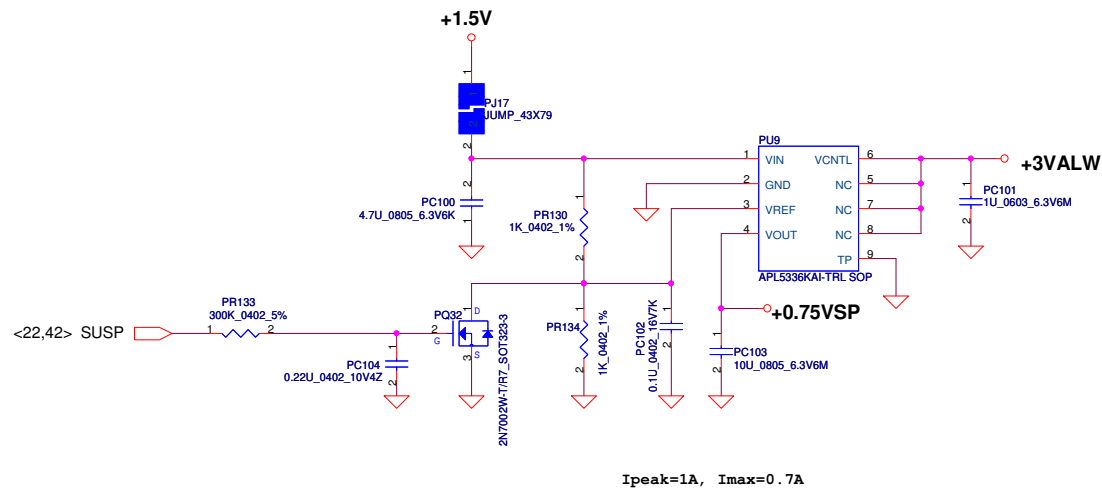 +1.5V
1
PJ17
JUMP_43X79
2
2
2
PC100
4.7U_0805_6.3V6K
1
1
PR130
1K_0402_1%
2
PU9
1 VIN VCNTL 6
2 GND NC 5
3 VREF NC 7
4 VOUT NC 8
TP 9
APL5336KAI-TRL SOP
+3VALW
1
PC101
1U_0603_6.3V6M
2
+0.75VSP
1
PC103
10U_0805_6.3V6M
2
<22,42> SUSP
PR133
300K_0402_5%
1 2
1
PC104
0.22U_0402_10V4Z
2
PQ32
1
D
2
G
S
3
2N7002W-T/R7_SOT323-3
1
PR134
1K_0402_1%
2
1
PC102
0.1U_0402_16V7K
2
Ipeak=1A, Imax=0.7A